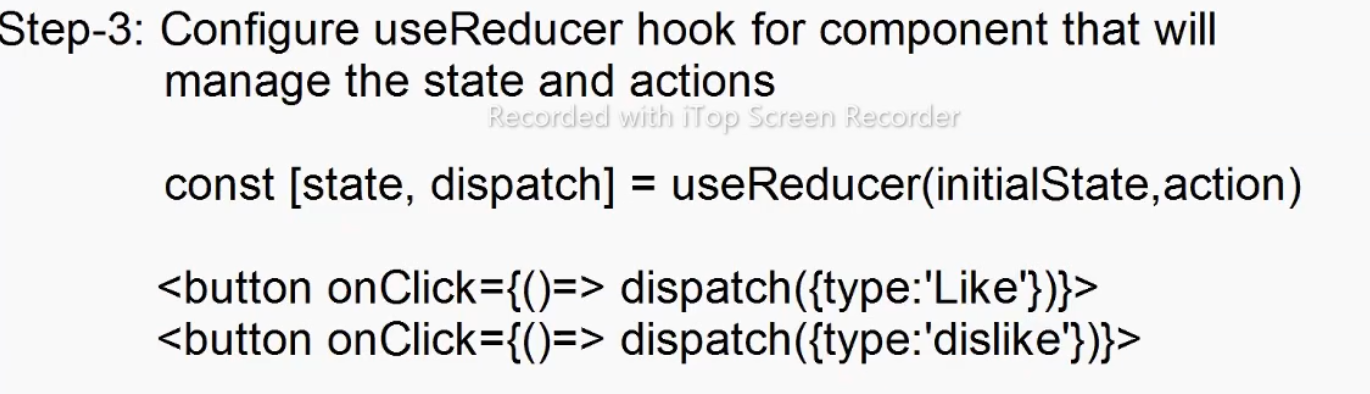 Step-3: Configure useReducer hook for component that will
manage the state and actions
Recorded with iTop Screen Recorder
const [state, dispatch] = useReducer(initialState,action)
<button onClick={()=> dispatch({type:'Like'})}>
<button onClick={()=> dispatch({type:'dislike'})}>